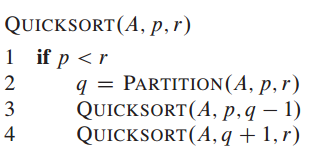 QUICKSORT(A, p, r)
1 if p < r
2 q = PARTITION(A, p, r)
3 QUICKSORT(A, p, q − 1)
4 QUICKSORT(A, q + 1, r)